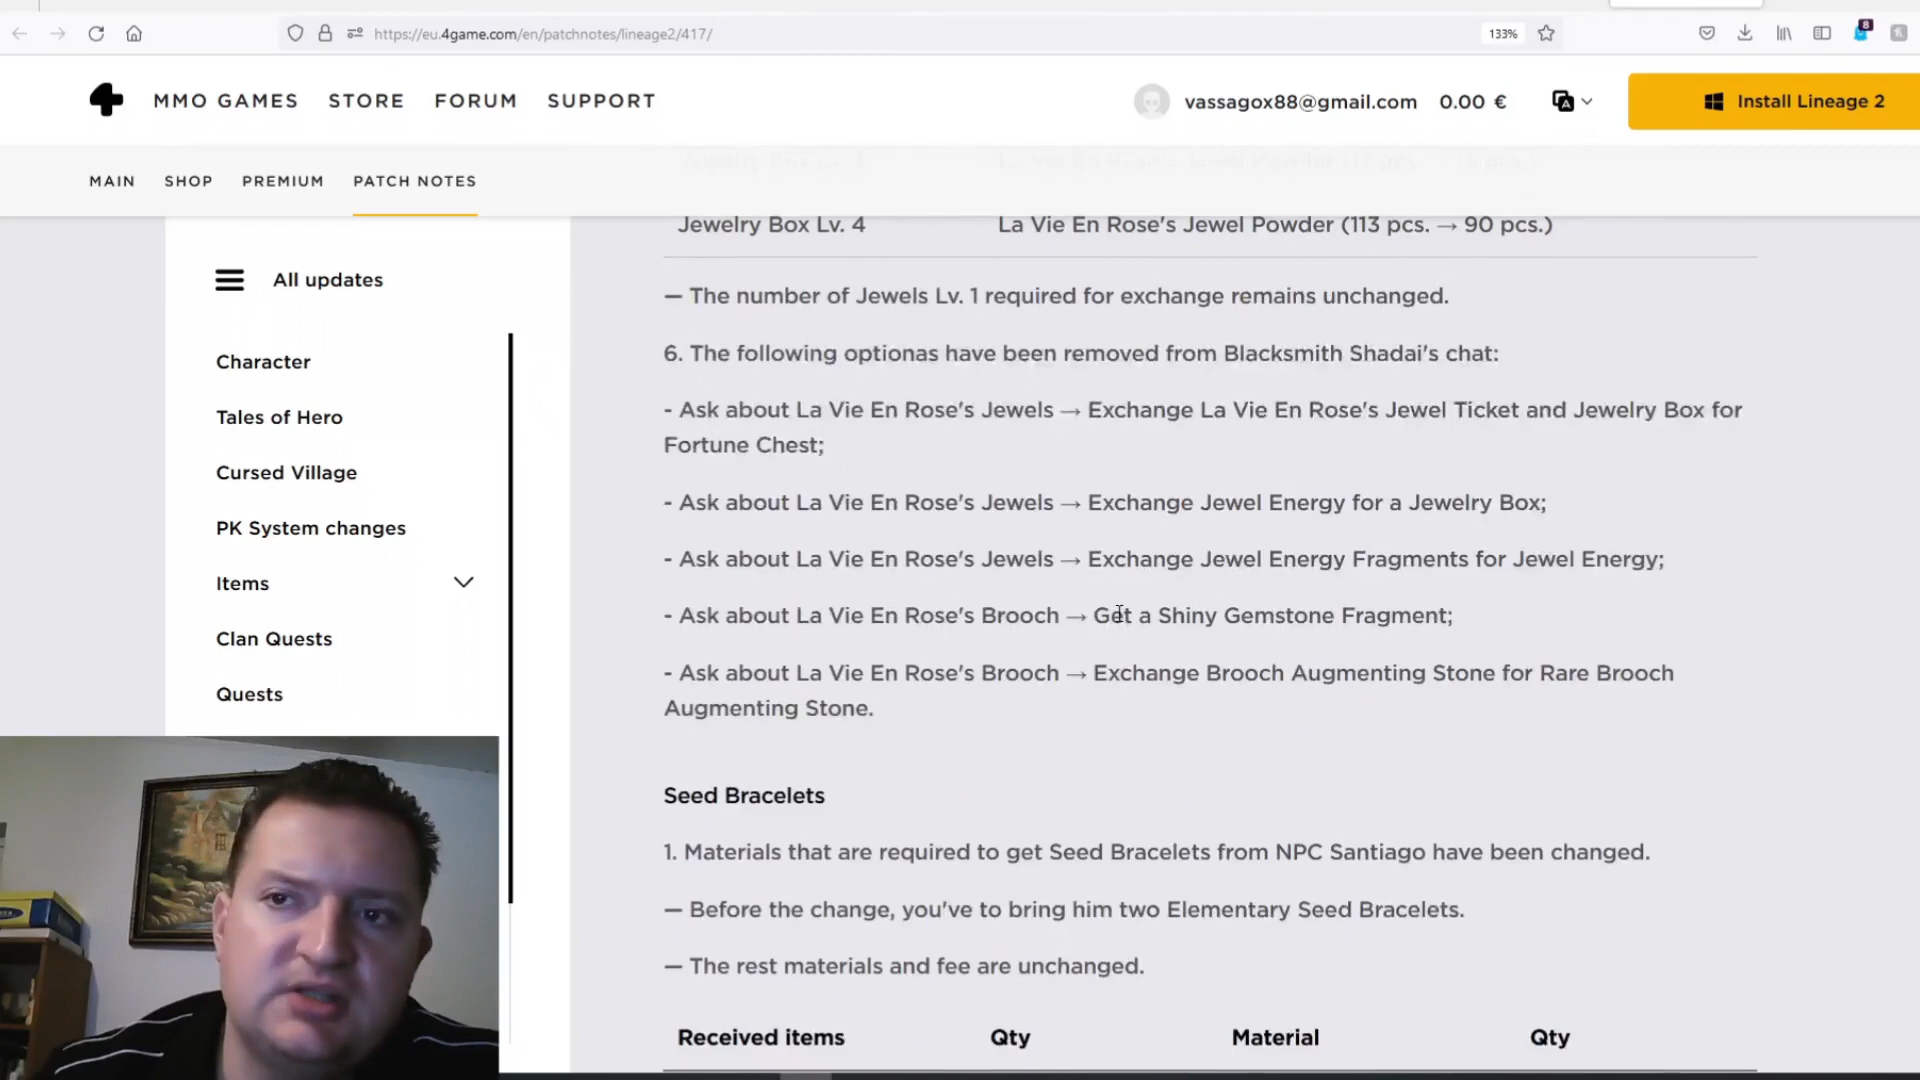 https://eu.4game.com/en/patchnotes/lineage2/417/
133%
8
MMO GAMES STORE FORUM SUPPORT
vassagox88@gmail.com 0.00 €
Install Lineage 2
MAIN SHOP PREMIUM PATCH NOTES
Jewelry Box Lv. 4 La Vie En Rose's Jewel Powder (113 pcs. → 90 pcs.)
All updates
Character
Tales of Hero
Cursed Village
PK System changes
Items
Clan Quests
Quests
— The number of Jewels Lv. 1 required for exchange remains unchanged.
6. The following optionas have been removed from Blacksmith Shadai's chat:
- Ask about La Vie En Rose's Jewels → Exchange La Vie En Rose's Jewel Ticket and Jewelry Box for
Fortune Chest;
- Ask about La Vie En Rose's Jewels → Exchange Jewel Energy for a Jewelry Box;
- Ask about La Vie En Rose's Jewels → Exchange Jewel Energy Fragments for Jewel Energy;
- Ask about La Vie En Rose's Brooch → Get a Shiny Gemstone Fragment;
- Ask about La Vie En Rose's Brooch → Exchange Brooch Augmenting Stone for Rare Brooch
Augmenting Stone.
Seed Bracelets
1. Materials that are required to get Seed Bracelets from NPC Santiago have been changed.
— Before the change, you've to bring him two Elementary Seed Bracelets.
— The rest materials and fee are unchanged.
Received items Qty Material Qty